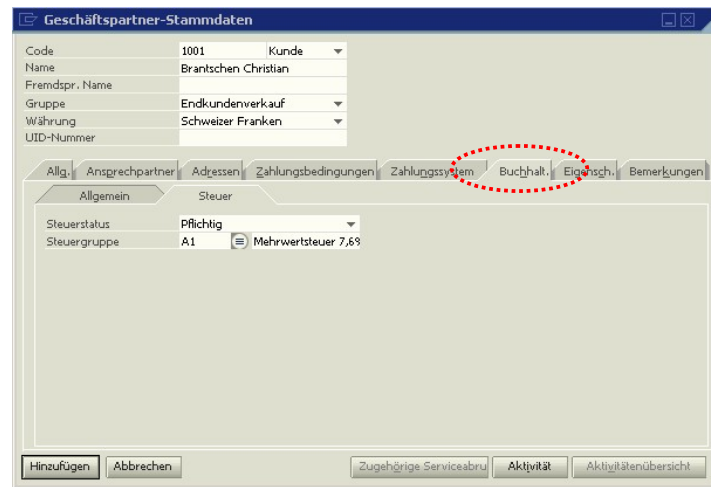 Geschäftspartner-Stammdaten
Code 1001 Kunde
Name Brantschen Christian
Fremdspr. Name
Gruppe Endkundenverkauf
Währung Schweizer Franken
UID-Nummer
Allg. Ansprechpartner Adressen Zahlungsbedingungen Zahlungssystem Buchhalt. Eigensch. Bemerkungen
Allgemein Steuer
Steuerstatus Pflichtig
Steuergruppe A1 Mehrwertsteuer 7,6%
Hinzufügen Abbrechen Zugehörige Serviceabru Aktivität Aktivitätenübersicht